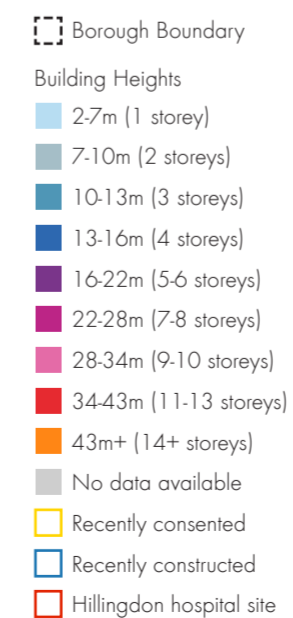 Borough Boundary
Building Heights
2-7m (1 storey)
7-10m (2 storeys)
10-13m (3 storeys)
13-16m (4 storeys)
16-22m (5-6 storeys)
22-28m (7-8 storeys)
28-34m (9-10 storeys)
34-43m (11-13 storeys)
43m+ (14+ storeys)
No data available
Recently consented
Recently constructed
Hillingdon hospital site